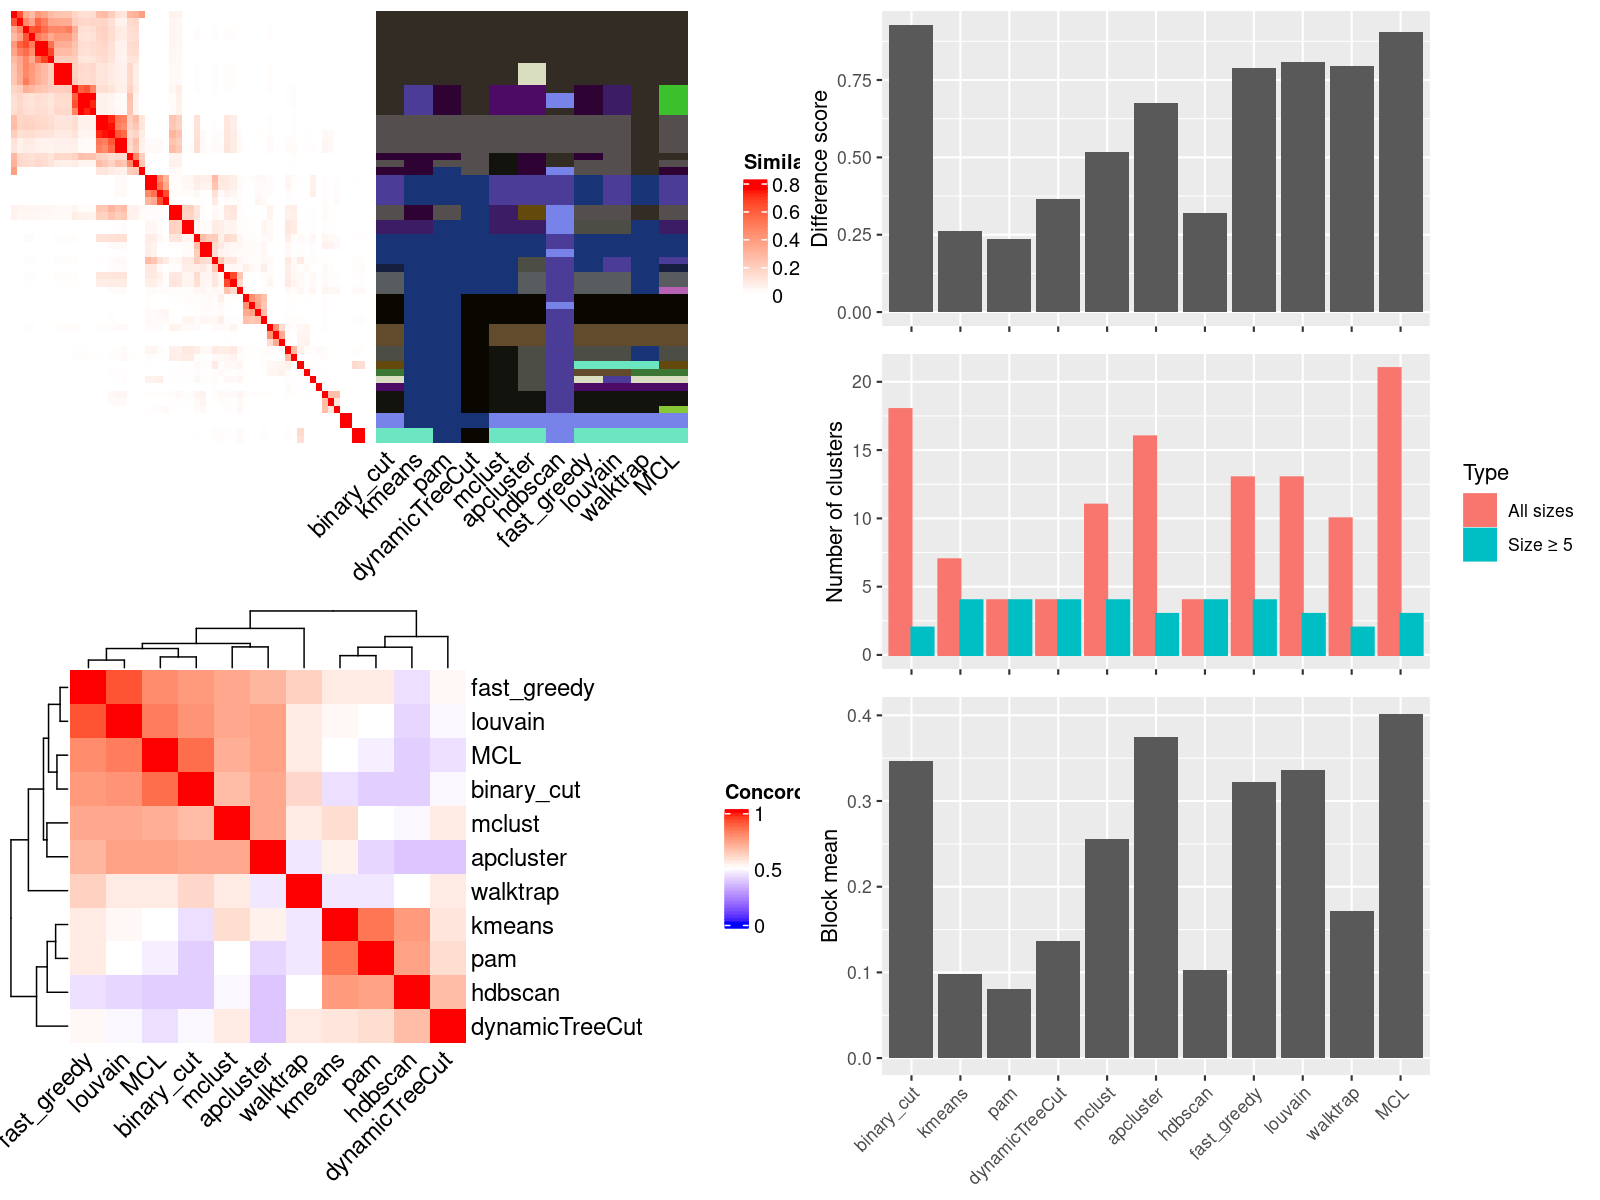 Simila
0.8
0.6
0.4
0.2
0
binary_cut
kmeans
pam
dynamicTreeCut
mclust
apcluster
hdbscan
fast_greedy
louvain
walktrap
MCL
fast_greedy
louvain
MCL
binary_cut
mclust
apcluster
walktrap
kmeans
pam
hdbscan
dynamicTreeCut
fast_greedy
louvain
MCL
binary_cut
mclust
apcluster
walktrap
kmeans
pam
hdbscan
dynamicTreeCut
Concord
1
0.5
0
Difference score
0.75
0.50
0.25
0.00
Number of clusters
20
15
10
5
0
Type
All sizes
Size ≥ 5
Block mean
0.4
0.3
0.2
0.1
0.0
binary_cut
kmeans
pam
dynamicTreeCut
mclust
apcluster
hdbscan
fast_greedy
louvain
walktrap
MCL